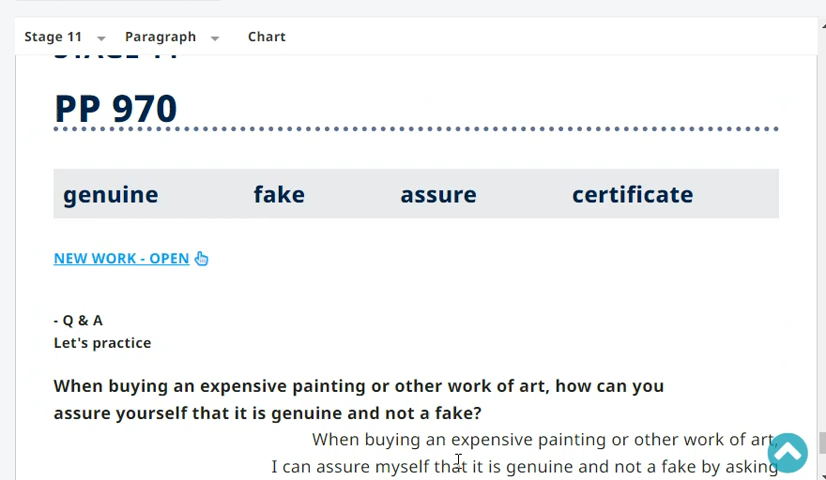 Stage 11 Paragraph Chart
STAGE 11
PP 970
genuine fake assure certificate
NEW WORK - OPEN
- Q & A
Let's practice
When buying an expensive painting or other work of art, how can you
assure yourself that it is genuine and not a fake?
When buying an expensive painting or other work of art,
I can assure myself that it is genuine and not a fake by asking